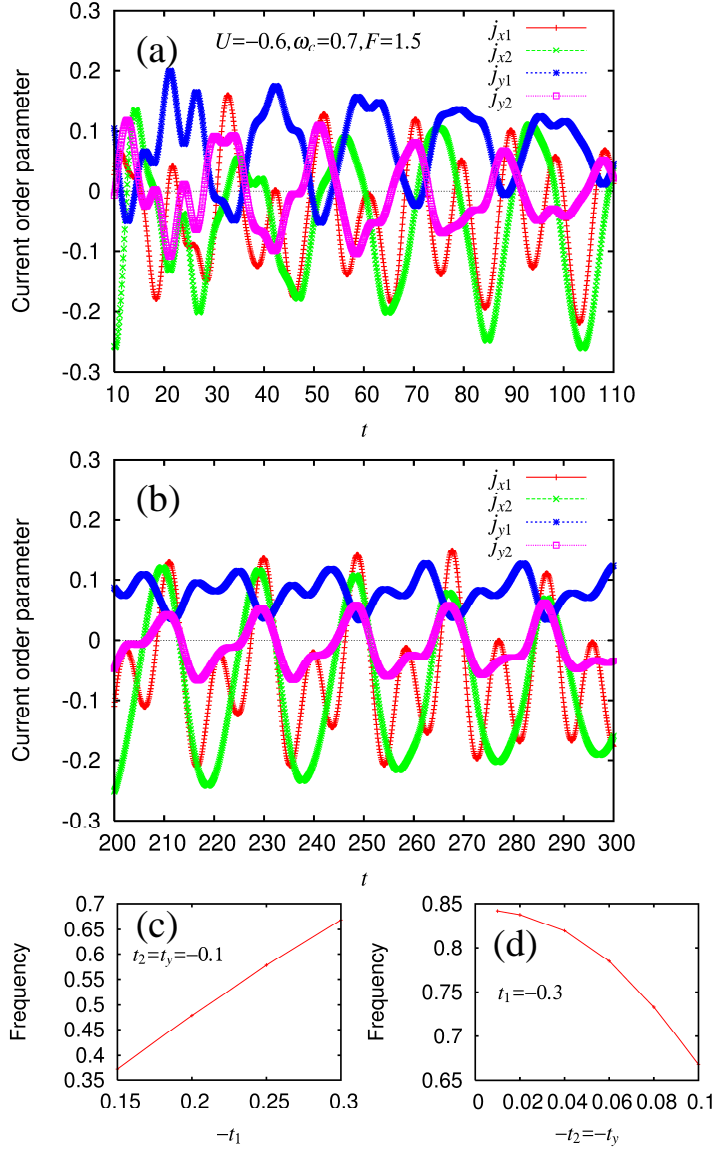 (a)
U=−0.6,ω_c=0.7,F=1.5
j_x1
j_x2
j_y1
j_y2
Current order parameter
0.3
0.2
0.1
0
-0.1
-0.2
-0.3
10 20 30 40 50 60 70 80 90 100 110
t
(b)
j_x1
j_x2
j_y1
j_y2
Current order parameter
0.3
0.2
0.1
0
-0.1
-0.2
-0.3
200 210 220 230 240 250 260 270 280 290 300
t
(c)
t_2=t_y=−0.1
Frequency
0.7
0.65
0.6
0.55
0.5
0.45
0.4
0.35
0.15 0.2 0.25 0.3
−t_1
(d)
t_1=−0.3
Frequency
0.85
0.8
0.75
0.7
0.65
0 0.02 0.04 0.06 0.08 0.1
−t_2=−t_y